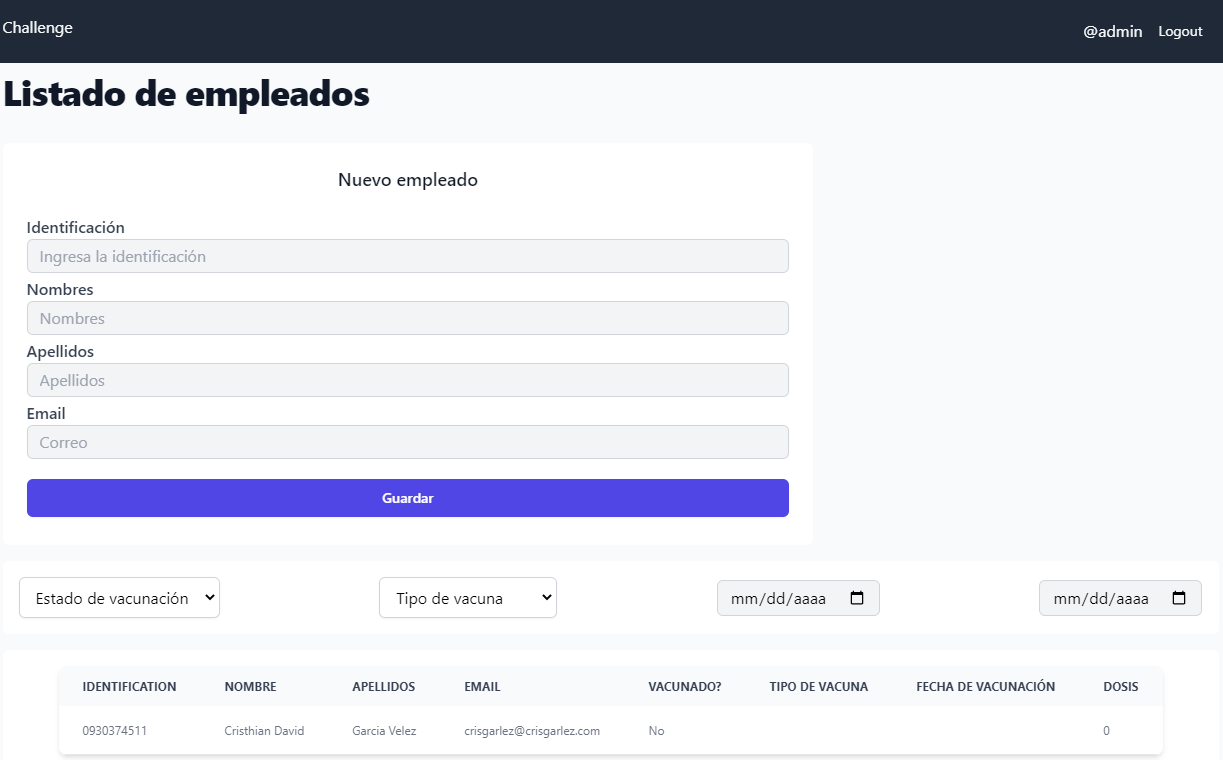 Challenge
@admin Logout
Listado de empleados
Nuevo empleado
Identificación
Ingresa la identificación
Nombres
Nombres
Apellidos
Apellidos
Email
Correo
Guardar
Estado de vacunación Tipo de vacuna mm/dd/aaaa mm/dd/aaaa
IDENTIFICATION NOMBRE APELLIDOS EMAIL VACUNADO? TIPO DE VACUNA FECHA DE VACUNACIÓN DOSIS
0930374511 Cristhian David Garcia Velez crisgarlez@crisgarlez.com No 0